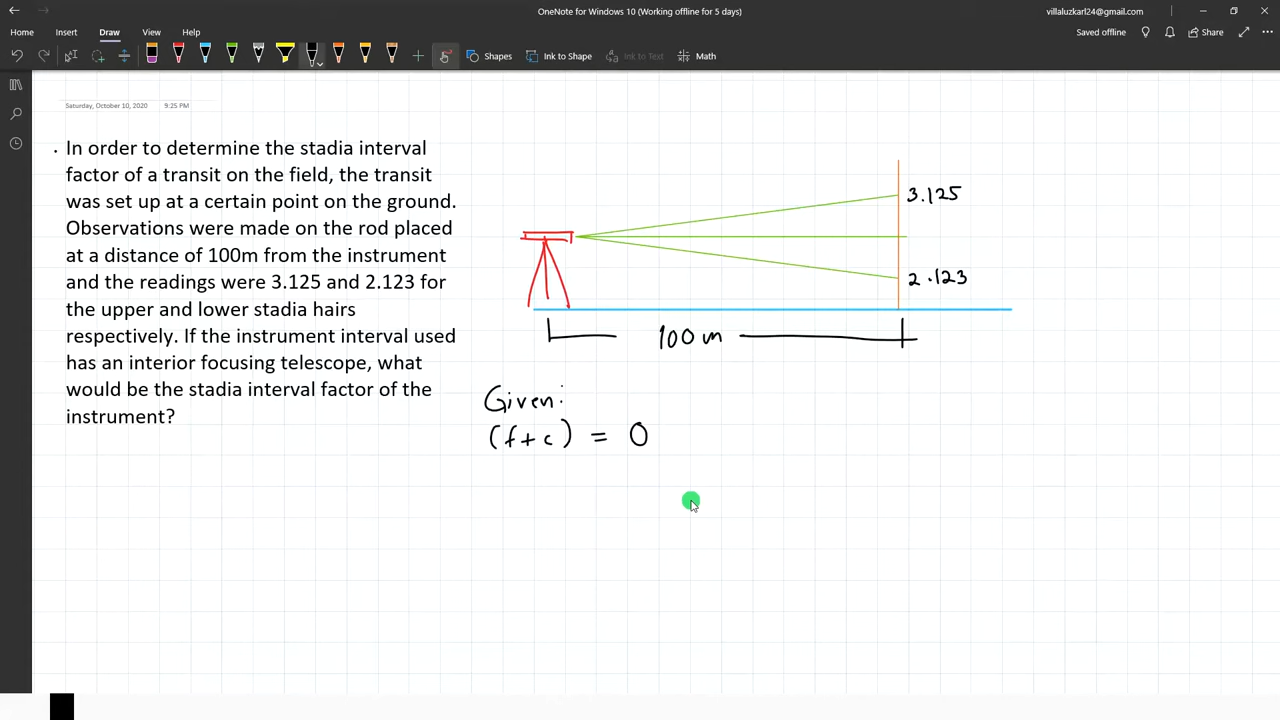 OneNote for Windows 10 (Working offline for 5 days)
villaluzkarl24@gmail.com
Home Insert Draw View Help
Saved offline Share
Shapes Ink to Shape Ink to Text Math
Saturday, October 10, 2020 9:25 PM
In order to determine the stadia interval
factor of a transit on the field, the transit
was set up at a certain point on the ground.
Observations were made on the rod placed
at a distance of 100m from the instrument
and the readings were 3.125 and 2.123 for
the upper and lower stadia hairs
respectively. If the instrument interval used
has an interior focusing telescope, what
would be the stadia interval factor of the
instrument?
3.125
2.123
100 m
Given:
(f+c) = 0